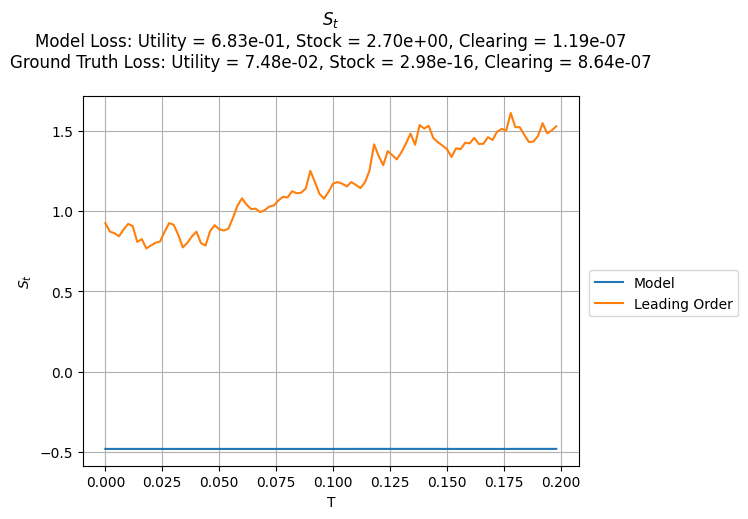 S_t
Model Loss: Utility = 6.83e-01, Stock = 2.70e+00, Clearing = 1.19e-07
Ground Truth Loss: Utility = 7.48e-02, Stock = 2.98e-16, Clearing = 8.64e-07
1.5
1.0
0.5
0.0
−0.5
S_t
Model
Leading Order
0.000 0.025 0.050 0.075 0.100 0.125 0.150 0.175 0.200
T